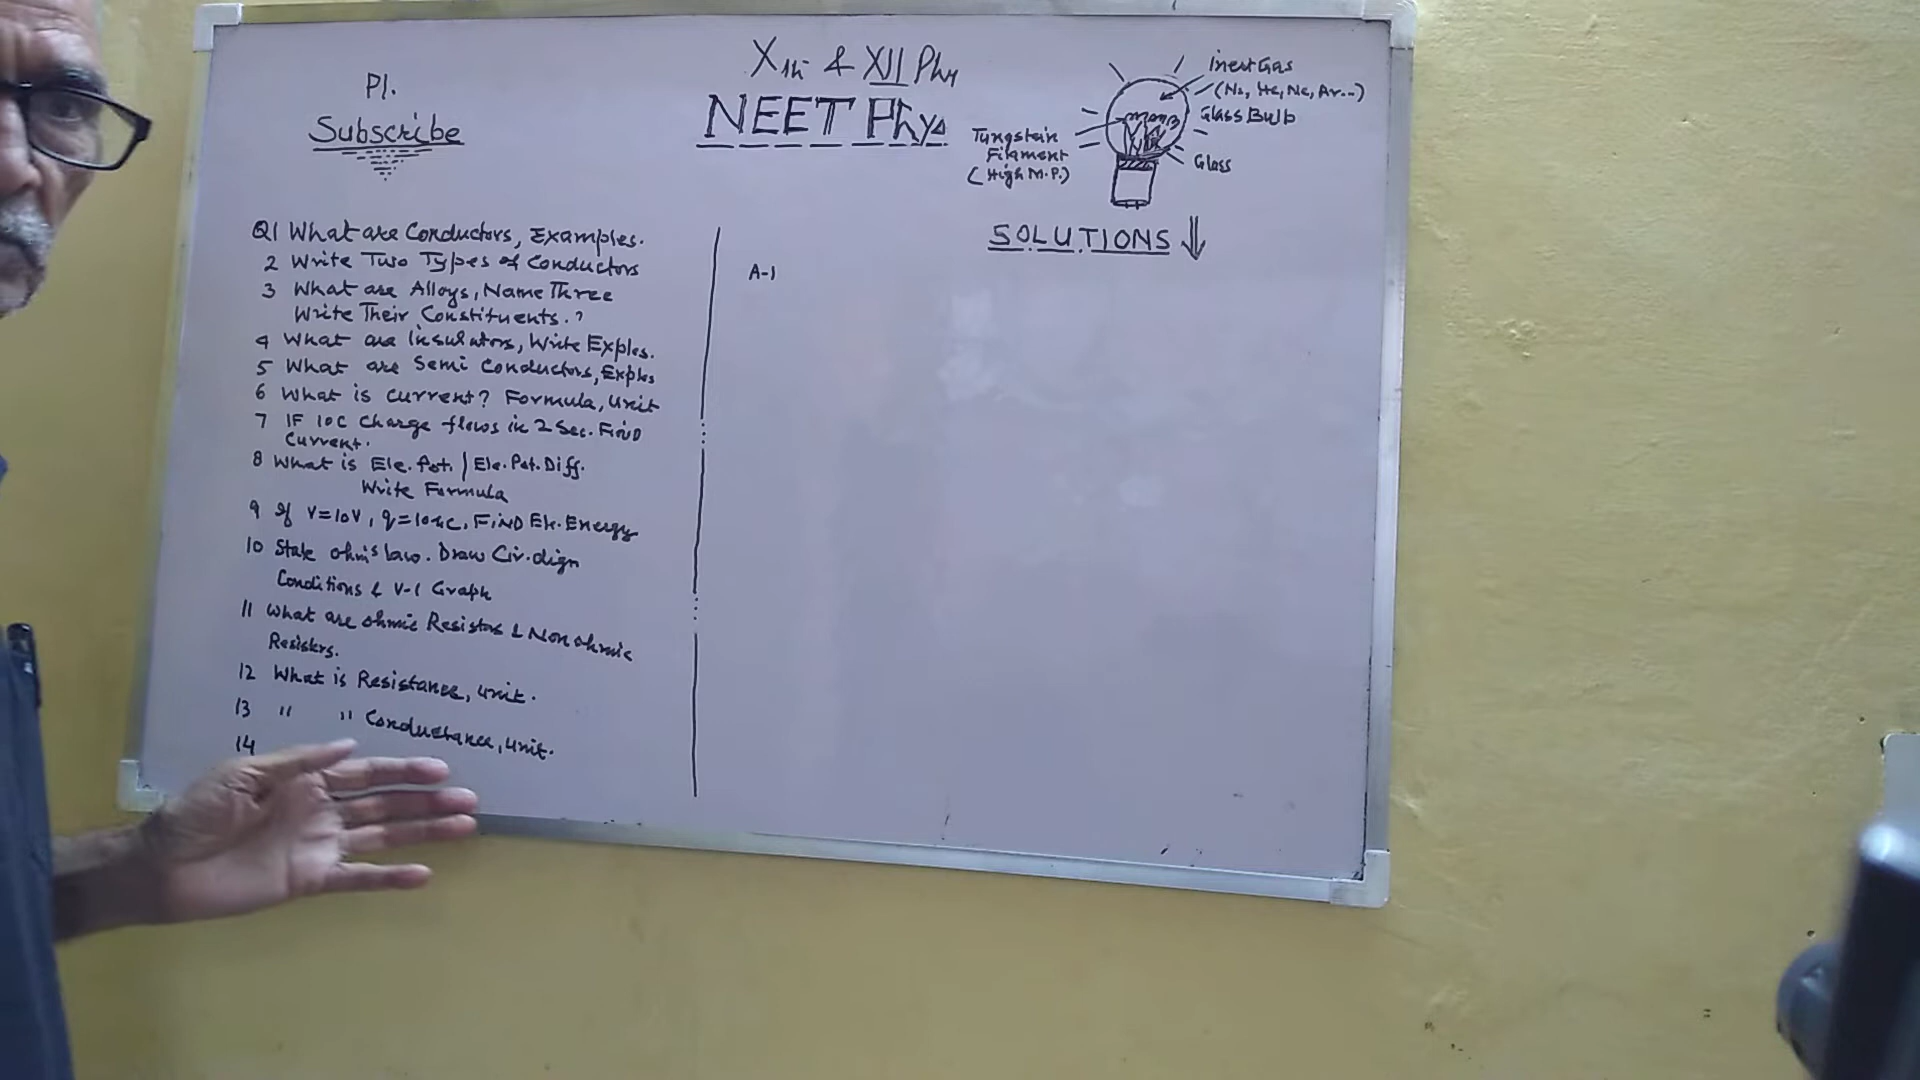 Pl.
Subscribe
Xth & XII Phy
NEET Phys
Inert Gas
(N2, He, Ne, Ar...)
Glass Bulb
Glass
Tungstein
Filament
(High M.P.)
SOLUTIONS
Q1 What are Conductors, Examples.
2 Write Two Types of Conductors
3 What are Alloys, Name Three
Write Their Constituents.?
4 What are insulators, Write Exples.
5 What are Semi Conductors, Exples
6 What is current? Formula, unit
7 IF 10C Charge flows in 2 Sec. FinD
Current.
8 What is Ele. Pot. / Ele. Pot. Diff.
Write Formula
9 If V=10V, q=10μC, FinD Ele. Energy
10 State ohm's law. Draw Cir. digm
Conditions & V-I Graph
11 What are ohmic Resistors & Non ohmic
Resistrs.
12 What is Resistance, unit.
13 " " Conductance, unit.
14
A-1